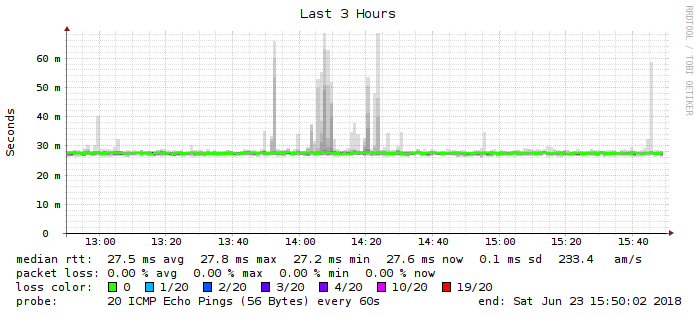 Last 3 Hours
RRDTOOL / TOBI OETIKER
Seconds
60 m
50 m
40 m
30 m
20 m
10 m
0
13:00 13:20 13:40 14:00 14:20 14:40 15:00 15:20 15:40
median rtt: 27.5 ms avg 27.8 ms max 27.2 ms min 27.6 ms now 0.1 ms sd 233.4 am/s
packet loss: 0.00 % avg 0.00 % max 0.00 % min 0.00 % now
loss color: 0 1/20 2/20 3/20 4/20 10/20 19/20
probe: 20 ICMP Echo Pings (56 Bytes) every 60s end: Sat Jun 23 15:50:02 2018